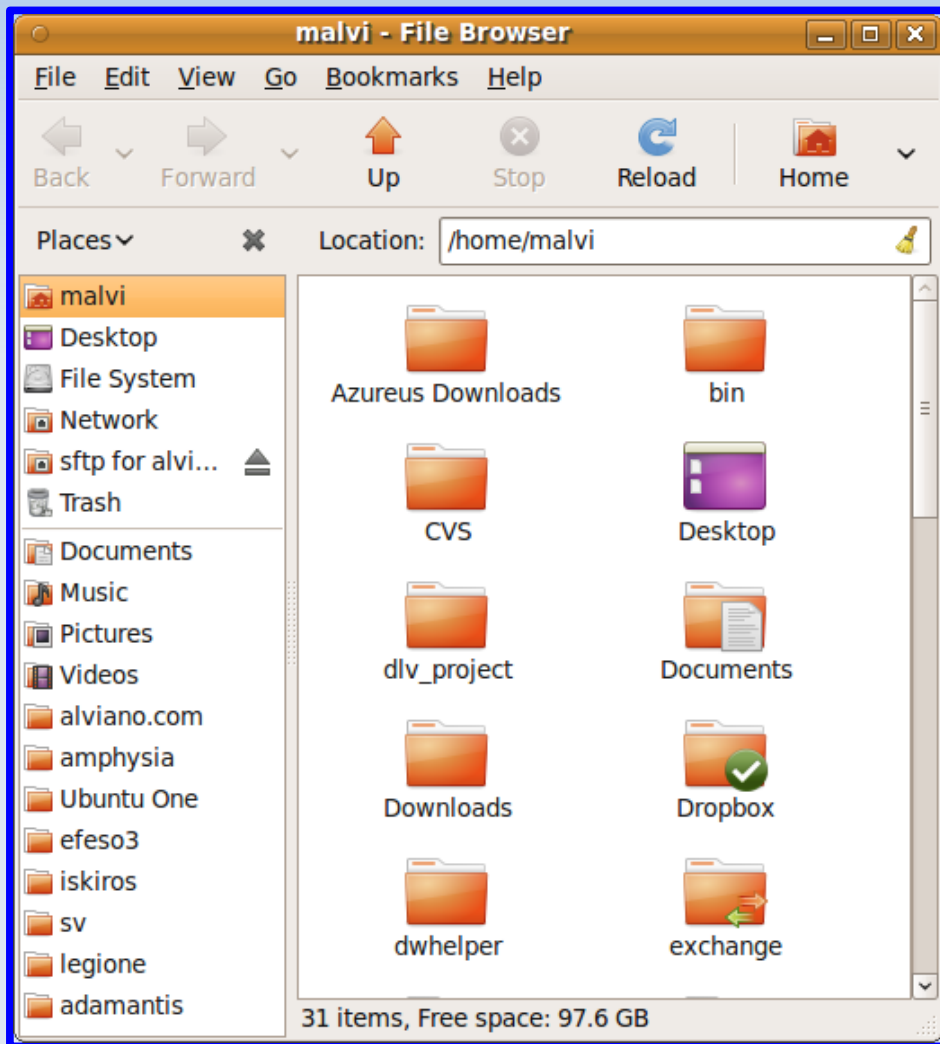 malvi - File Browser
File Edit View Go Bookmarks Help
Back Forward Up Stop Reload Home
Places Location: /home/malvi
malvi
Desktop
File System
Network
sftp for alvi...
Trash
Documents
Music
Pictures
Videos
alviano.com
amphysia
Ubuntu One
efeso3
iskiros
sv
legione
adamantis
Azureus Downloads bin
CVS Desktop
dlv_project Documents
Downloads Dropbox
dwhelper exchange
31 items, Free space: 97.6 GB